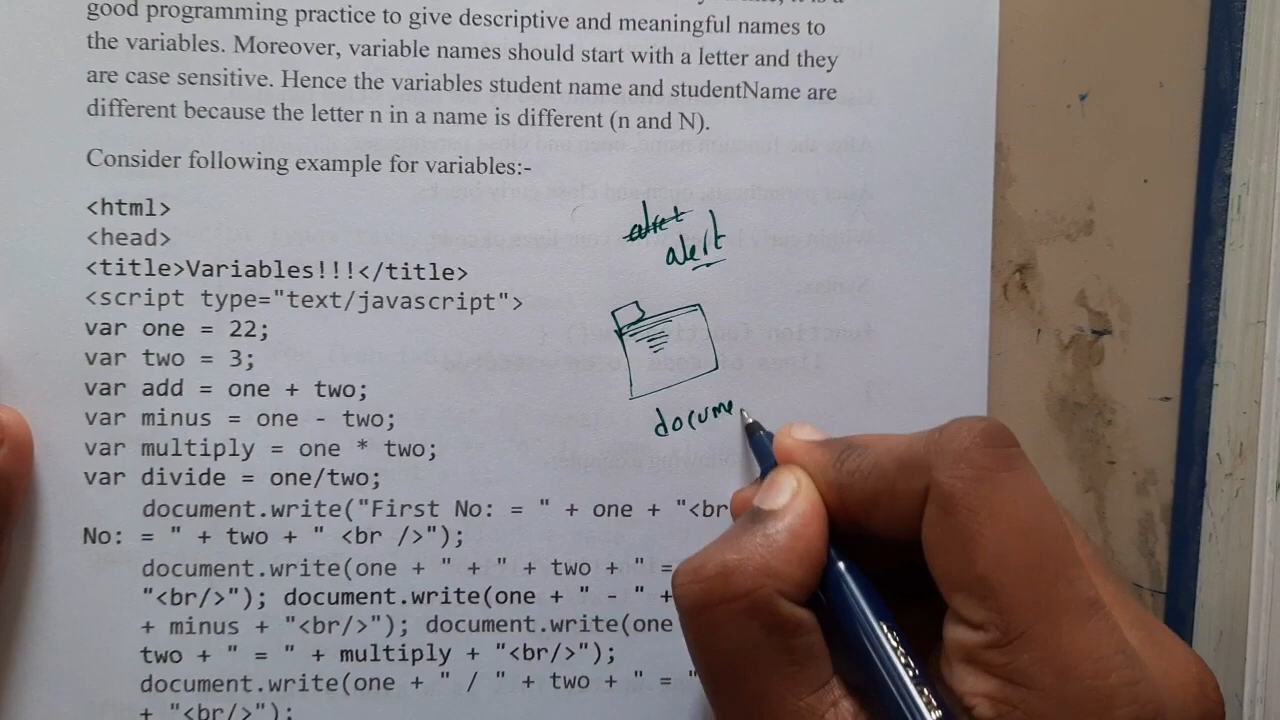 good programming practice to give descriptive and meaningful names to
the variables. Moreover, variable names should start with a letter and they
are case sensitive. Hence the variables student name and studentName are
different because the letter n in a name is different (n and N).
Consider following example for variables:-
<html>
<head>
<title>Variables!!!</title>
<script type="text/javascript">
var one = 22;
var two = 3;
var add = one + two;
var minus = one - two;
var multiply = one * two;
var divide = one/two;
document.write("First No: = " + one + "<br
No: = " + two + " <br />");
document.write(one + " + " + two + " =
"<br/>"); document.write(one + " - " +
+ minus + "<br/>"); document.write(one
two + " = " + multiply + "<br/>");
document.write(one + " / " + two + " = "
+ "<br/>");
alert
docume